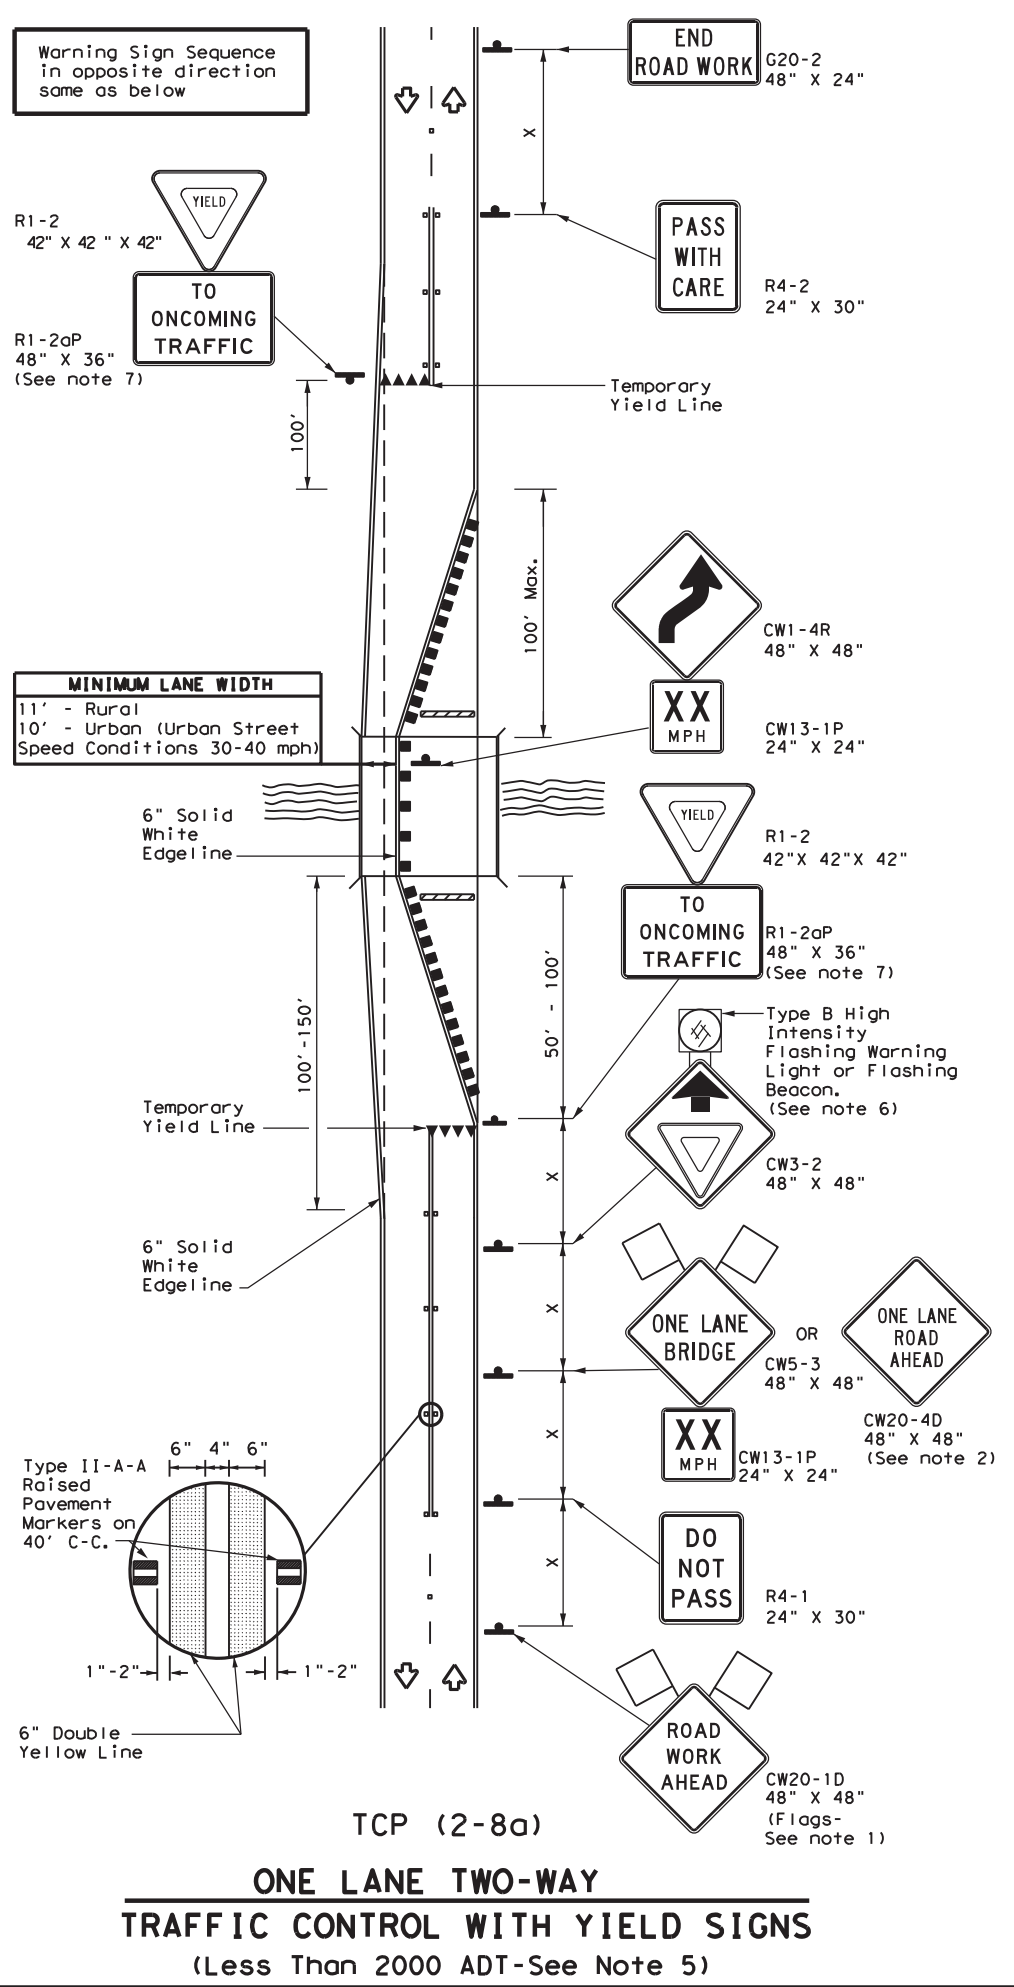 Warning Sign Sequence
in opposite direction
same as below
END
ROAD WORK
G20-2
48" X 24"
X
YIELD
R1-2
42" X 42 " X 42"
TO
ONCOMING
TRAFFIC
R1-2aP
48" X 36"
(See note 7)
PASS
WITH
CARE
R4-2
24" X 30"
Temporary
Yield Line
100'
100' Max.
CW1-4R
48" X 48"
XX
MPH
CW13-1P
24" X 24"
MINIMUM LANE WIDTH
11' - Rural
10' - Urban (Urban Street
Speed Conditions 30-40 mph)
6" Solid
White
Edgeline
YIELD
R1-2
42"X 42"X 42"
TO
ONCOMING
TRAFFIC
R1-2aP
48" X 36"
(See note 7)
100'-150'
50' - 100'
Type B High
Intensity
Flashing Warning
Light or Flashing
Beacon.
(See note 6)
Temporary
Yield Line
X
CW3-2
48" X 48"
6" Solid
White
Edgeline
X
ONE LANE
BRIDGE
OR
CW5-3
48" X 48"
ONE LANE
ROAD
AHEAD
CW20-4D
48" X 48"
(See note 2)
XX
MPH
CW13-1P
24" X 24"
X
6" 4" 6"
Type II-A-A
Raised
Pavement
Markers on
40' C-C.
X
DO
NOT
PASS
R4-1
24" X 30"
1"-2"
1"-2"
6" Double
Yellow Line
ROAD
WORK
AHEAD
CW20-1D
48" X 48"
(Flags-
See note 1)
TCP (2-8a)
ONE LANE TWO-WAY
TRAFFIC CONTROL WITH YIELD SIGNS
(Less Than 2000 ADT-See Note 5)